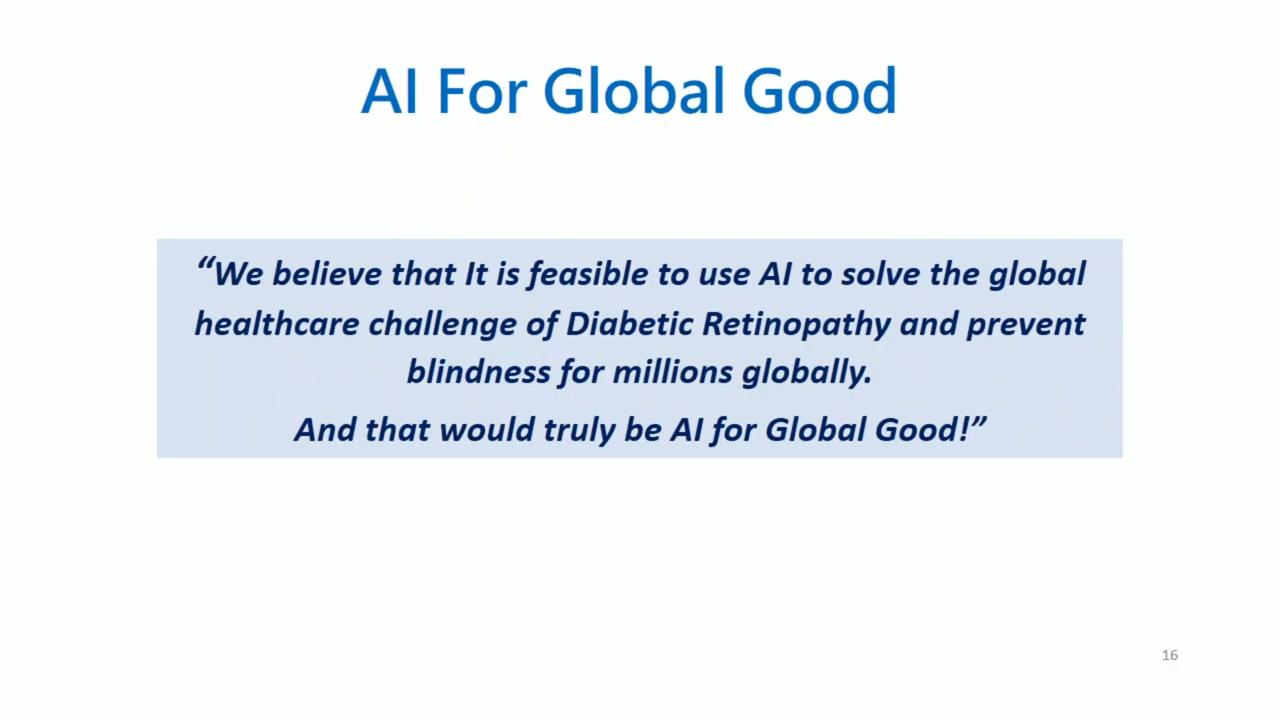 AI For Global Good
“We believe that It is feasible to use AI to solve the global
healthcare challenge of Diabetic Retinopathy and prevent
blindness for millions globally.
And that would truly be AI for Global Good!”
16